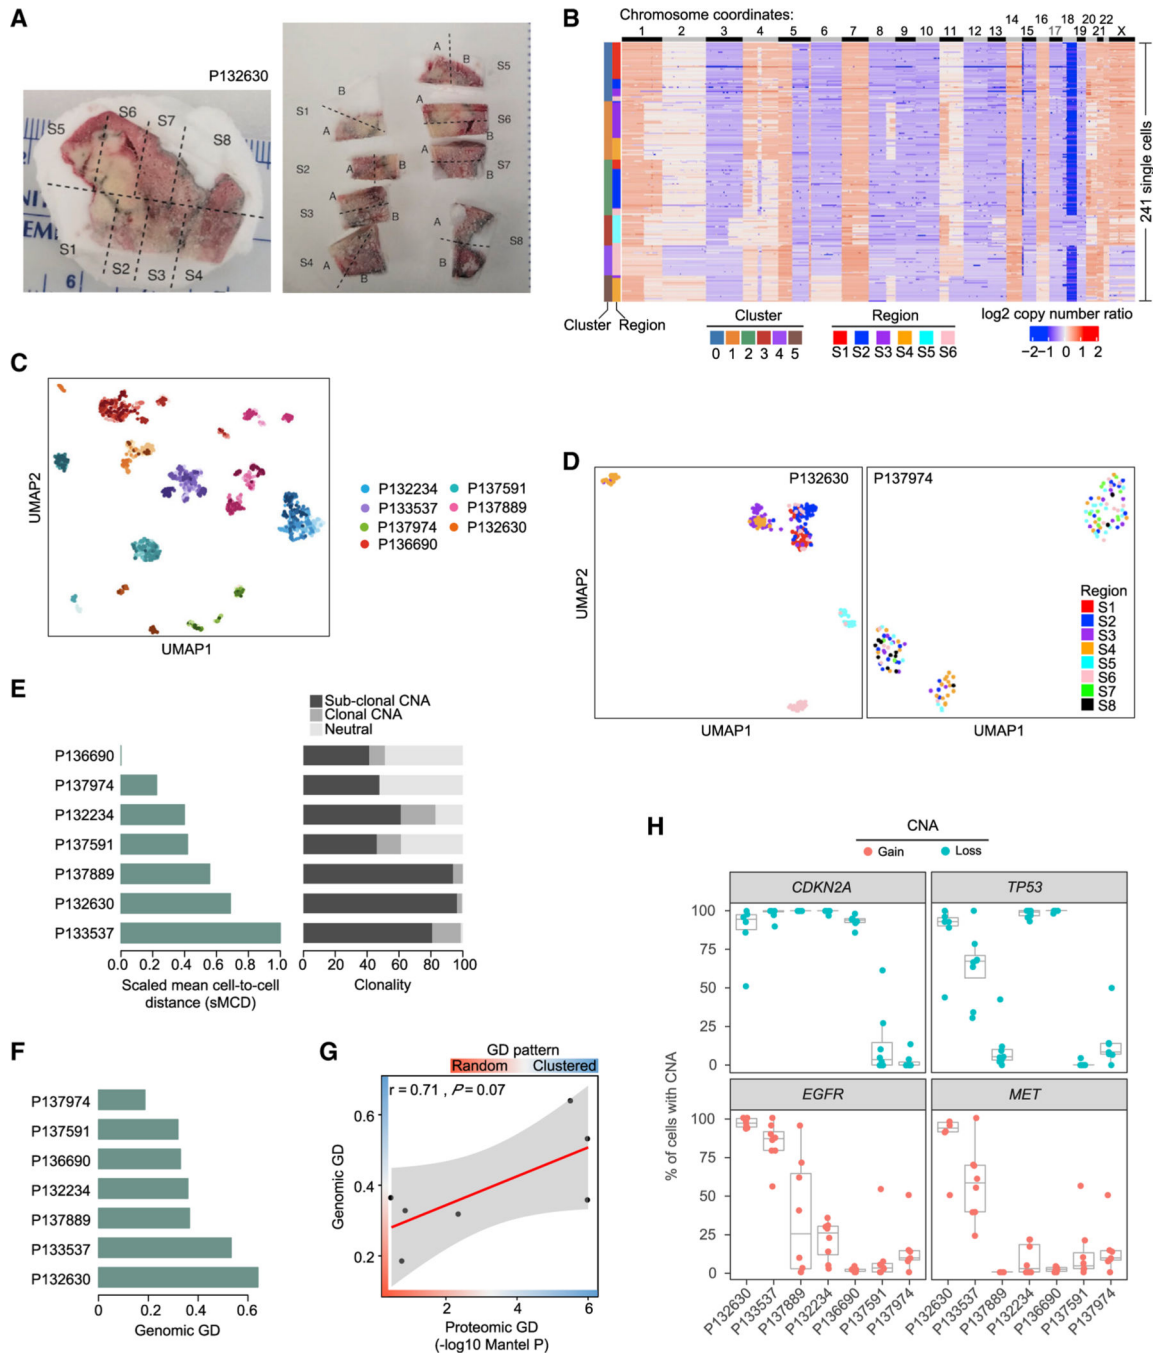 A
P132630
S5
S6
S7
S8
S1
S2
S3
S4
6
A
B
S5
B
S1
A
A
S6
B
S2
A
B
A
S7
B
S3
A
B
A
S8
B
S4
A
B
B
Chromosome coordinates:
1 2 3 4 5 6 7 8 9 10 11 12 13 14 15 16 17 18 19 20 21 22 X
241 single cells
Cluster Region
Cluster
0 1 2 3 4 5
Region
S1 S2 S3 S4 S5 S6
log2 copy number ratio
−2−1 0 1 2
C
UMAP2
UMAP1
P132234
P133537
P137974
P136690
P137591
P137889
P132630
D
P132630
P137974
UMAP2
UMAP1
UMAP1
Region
S1
S2
S3
S4
S5
S6
S7
S8
E
Sub-clonal CNA
Clonal CNA
Neutral
P136690
P137974
P132234
P137591
P137889
P132630
P133537
0.0 0.2 0.4 0.6 0.8 1.0
Scaled mean cell-to-cell
distance (sMCD)
0 20 40 60 80 100
Clonality
F
P137974
P137591
P136690
P132234
P137889
P133537
P132630
0 0.2 0.4 0.6
Genomic GD
G
GD pattern
Random Clustered
r = 0.71 , P = 0.07
0.6
0.4
0.2
Genomic GD
2 4 6
Proteomic GD
(-log10 Mantel P)
H
CNA
Gain Loss
CDKN2A
TP53
100
75
50
25
0
EGFR
MET
100
75
50
25
0
% of cells with CNA
P132630
P133537
P137889
P132234
P136690
P137591
P137974
P132630
P133537
P137889
P132234
P136690
P137591
P137974